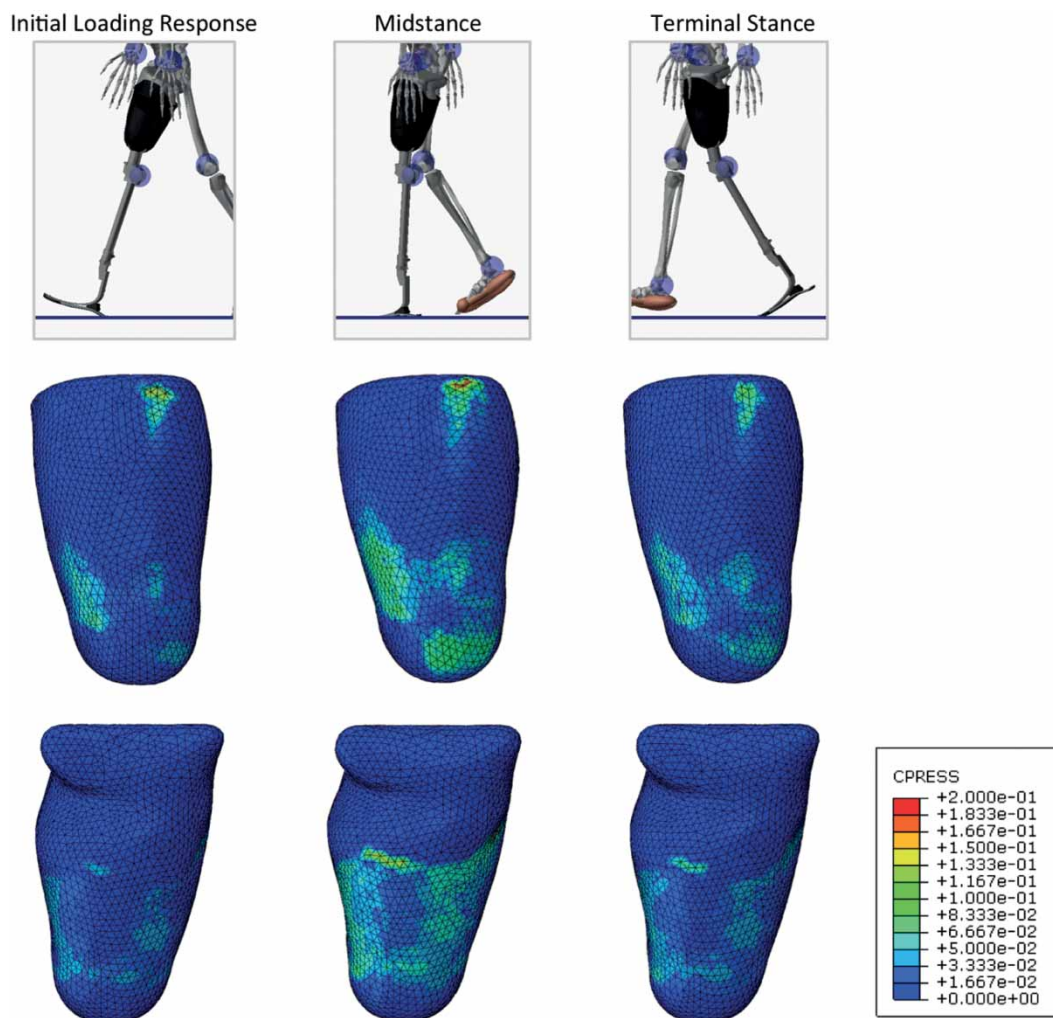 Initial Loading Response
Midstance
Terminal Stance
CPRESS
+2.000e-01
+1.833e-01
+1.667e-01
+1.500e-01
+1.333e-01
+1.167e-01
+1.000e-01
+8.333e-02
+6.667e-02
+5.000e-02
+3.333e-02
+1.667e-02
+0.000e+00